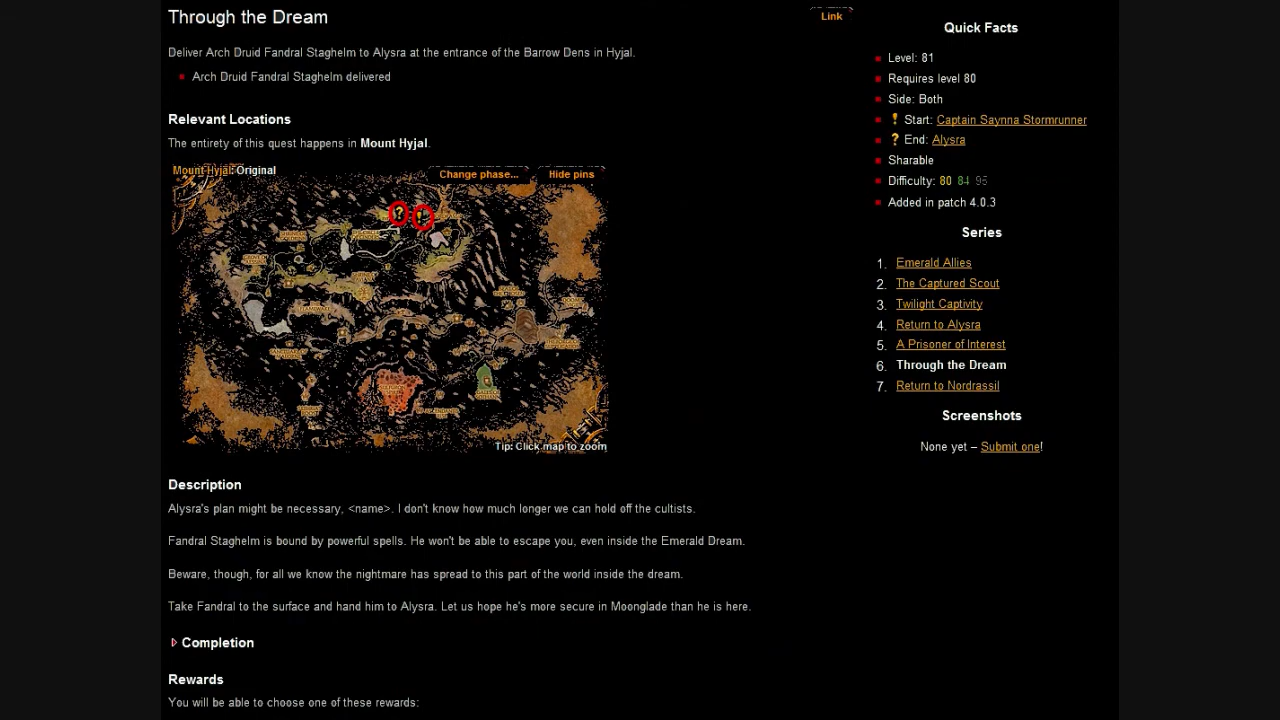 Through the Dream
Link
Deliver Arch Druid Fandral Staghelm to Alysra at the entrance of the Barrow Dens in Hyjal.
Arch Druid Fandral Staghelm delivered
Relevant Locations
The entirety of this quest happens in Mount Hyjal.
Mount Hyjal: Original
Change phase...
Hide pins
Tip: Click map to zoom
Description
Alysra's plan might be necessary, <name>. I don't know how much longer we can hold off the cultists.
Fandral Staghelm is bound by powerful spells. He won't be able to escape you, even inside the Emerald Dream.
Beware, though, for all we know the nightmare has spread to this part of the world inside the dream.
Take Fandral to the surface and hand him to Alysra. Let us hope he's more secure in Moonglade than he is here.
Completion
Rewards
You will be able to choose one of these rewards:
Quick Facts
Level: 81
Requires level 80
Side: Both
! Start: Captain Saynna Stormrunner
? End: Alysra
Sharable
Difficulty: 80 84 95
Added in patch 4.0.3
Series
1. Emerald Allies
2. The Captured Scout
3. Twilight Captivity
4. Return to Alysra
5. A Prisoner of Interest
6. Through the Dream
7. Return to Nordrassil
Screenshots
None yet – Submit one!